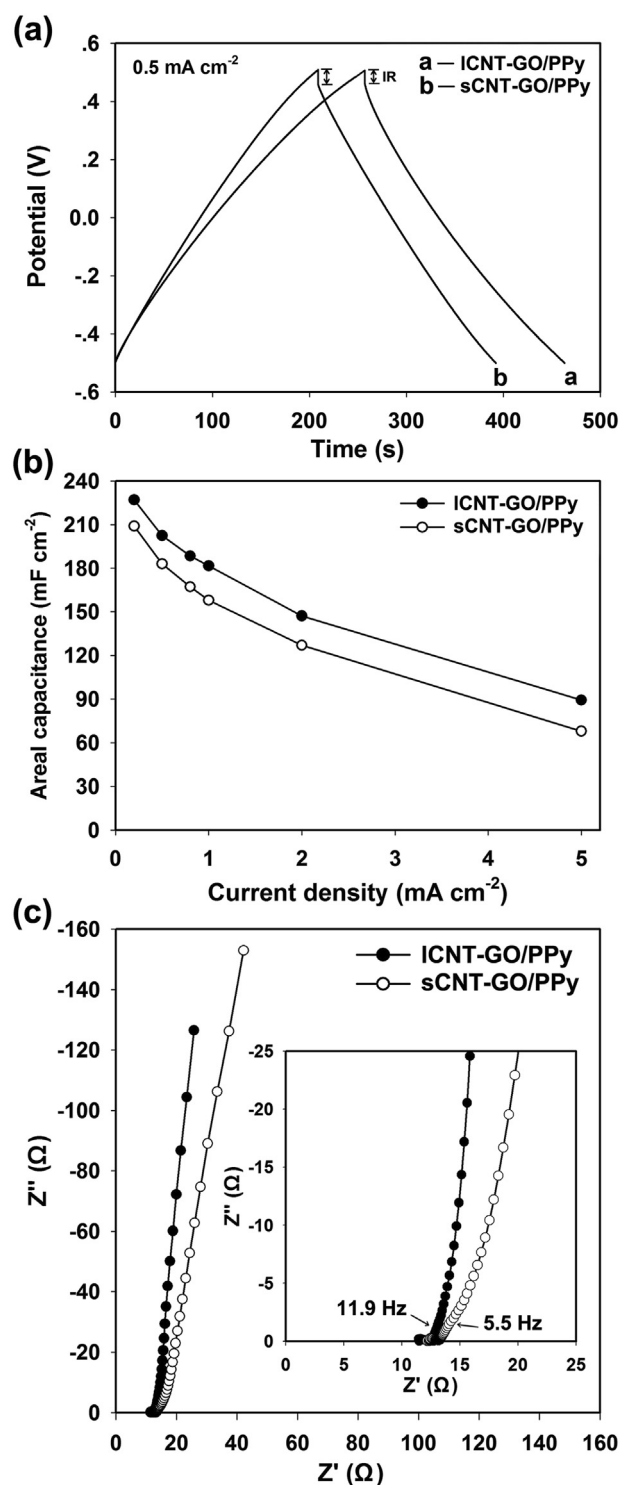 (a)
.6
.4
.2
0.0
-.2
-.4
-.6
Potential (V)
0.5 mA cm-2
IR
a — lCNT-GO/PPy
b — sCNT-GO/PPy
b
a
0 100 200 300 400 500
Time (s)
(b)
240
210
180
150
120
90
60
30
0
Areal capacitance (mF cm-2)
lCNT-GO/PPy
sCNT-GO/PPy
0 1 2 3 4 5
Current density (mA cm-2)
(c)
-160
-140
-120
-100
-80
-60
-40
-20
0
Z'' (Ω)
lCNT-GO/PPy
sCNT-GO/PPy
-25
-20
-15
-10
-5
0
Z'' (Ω)
11.9 Hz
5.5 Hz
0 5 10 15 20 25
Z' (Ω)
0 20 40 60 80 100 120 140 160
Z' (Ω)